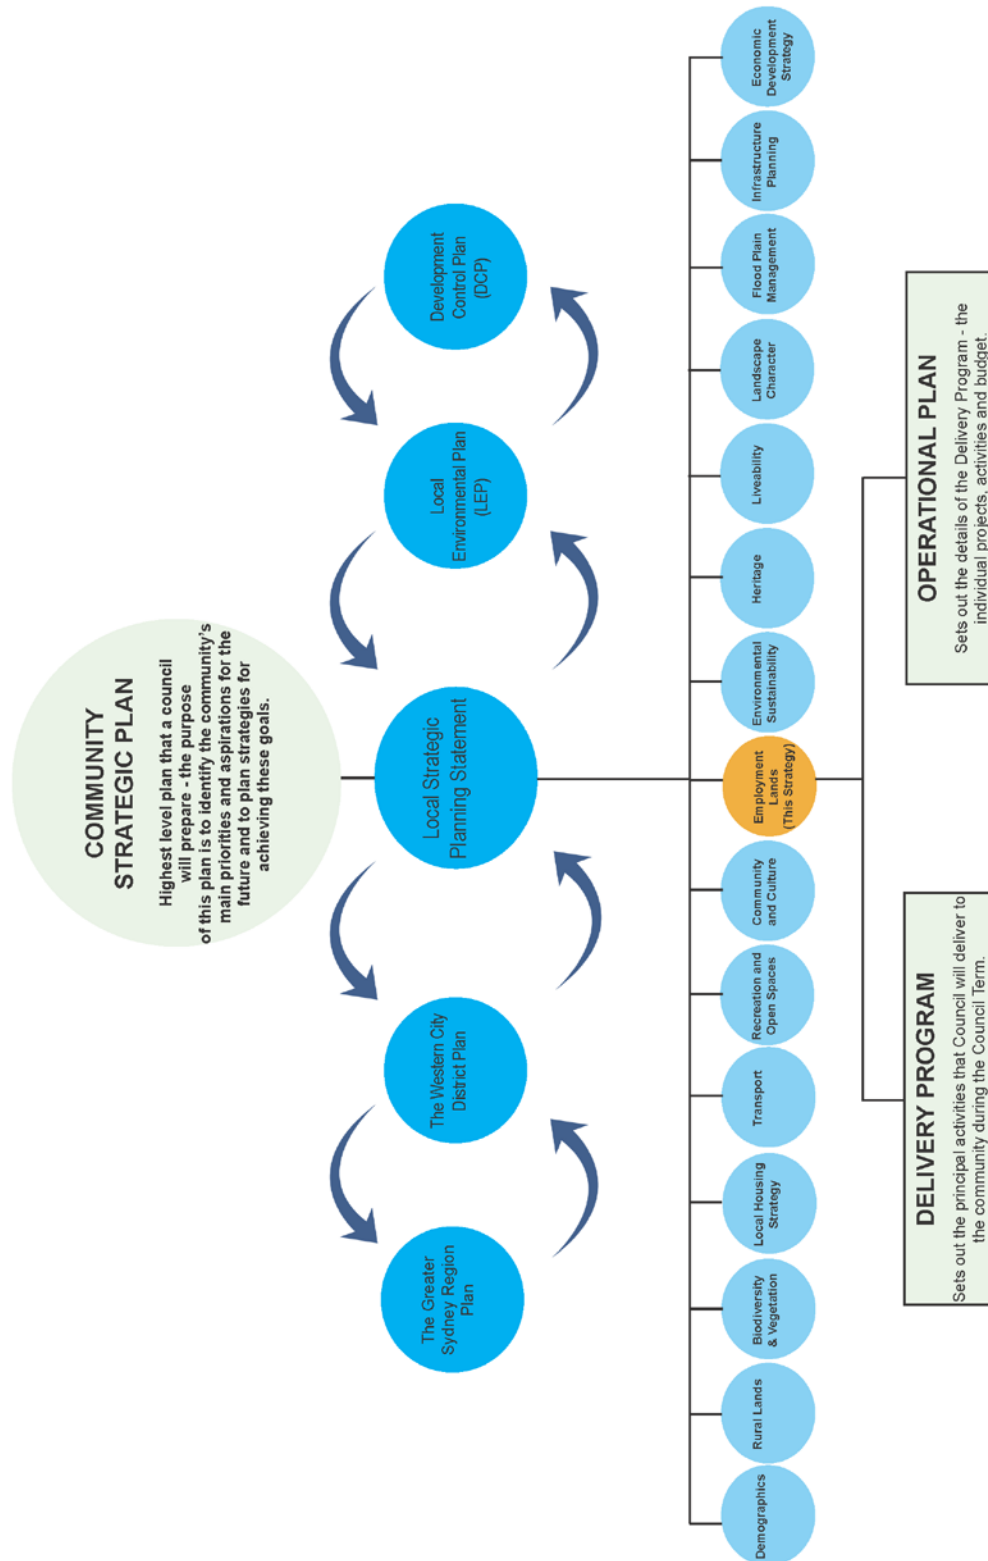 COMMUNITY
STRATEGIC PLAN
Highest level plan that a council
will prepare - the purpose
of this plan is to identify the community's
main priorities and aspirations for the
future and to plan strategies for
achieving these goals.
The Greater
Sydney Region
Plan
The Western City
District Plan
Local Strategic
Planning Statement
Local
Environmental Plan
(LEP)
Development
Control Plan
(DCP)
Demographics
Rural Lands
Biodiversity
& Vegetation
Local Housing
Strategy
Transport
Recreation and
Open Spaces
Community
and Culture
Employment
Lands
(This Strategy)
Environmental
Sustainability
Heritage
Liveability
Landscape
Character
Flood Plain
Management
Infrastructure
Planning
Economic
Development
Strategy
DELIVERY PROGRAM
Sets out the principal activities that Council will deliver to
the community during the Council Term.
OPERATIONAL PLAN
Sets out the details of the Delivery Program - the
individual projects, activities and budget.